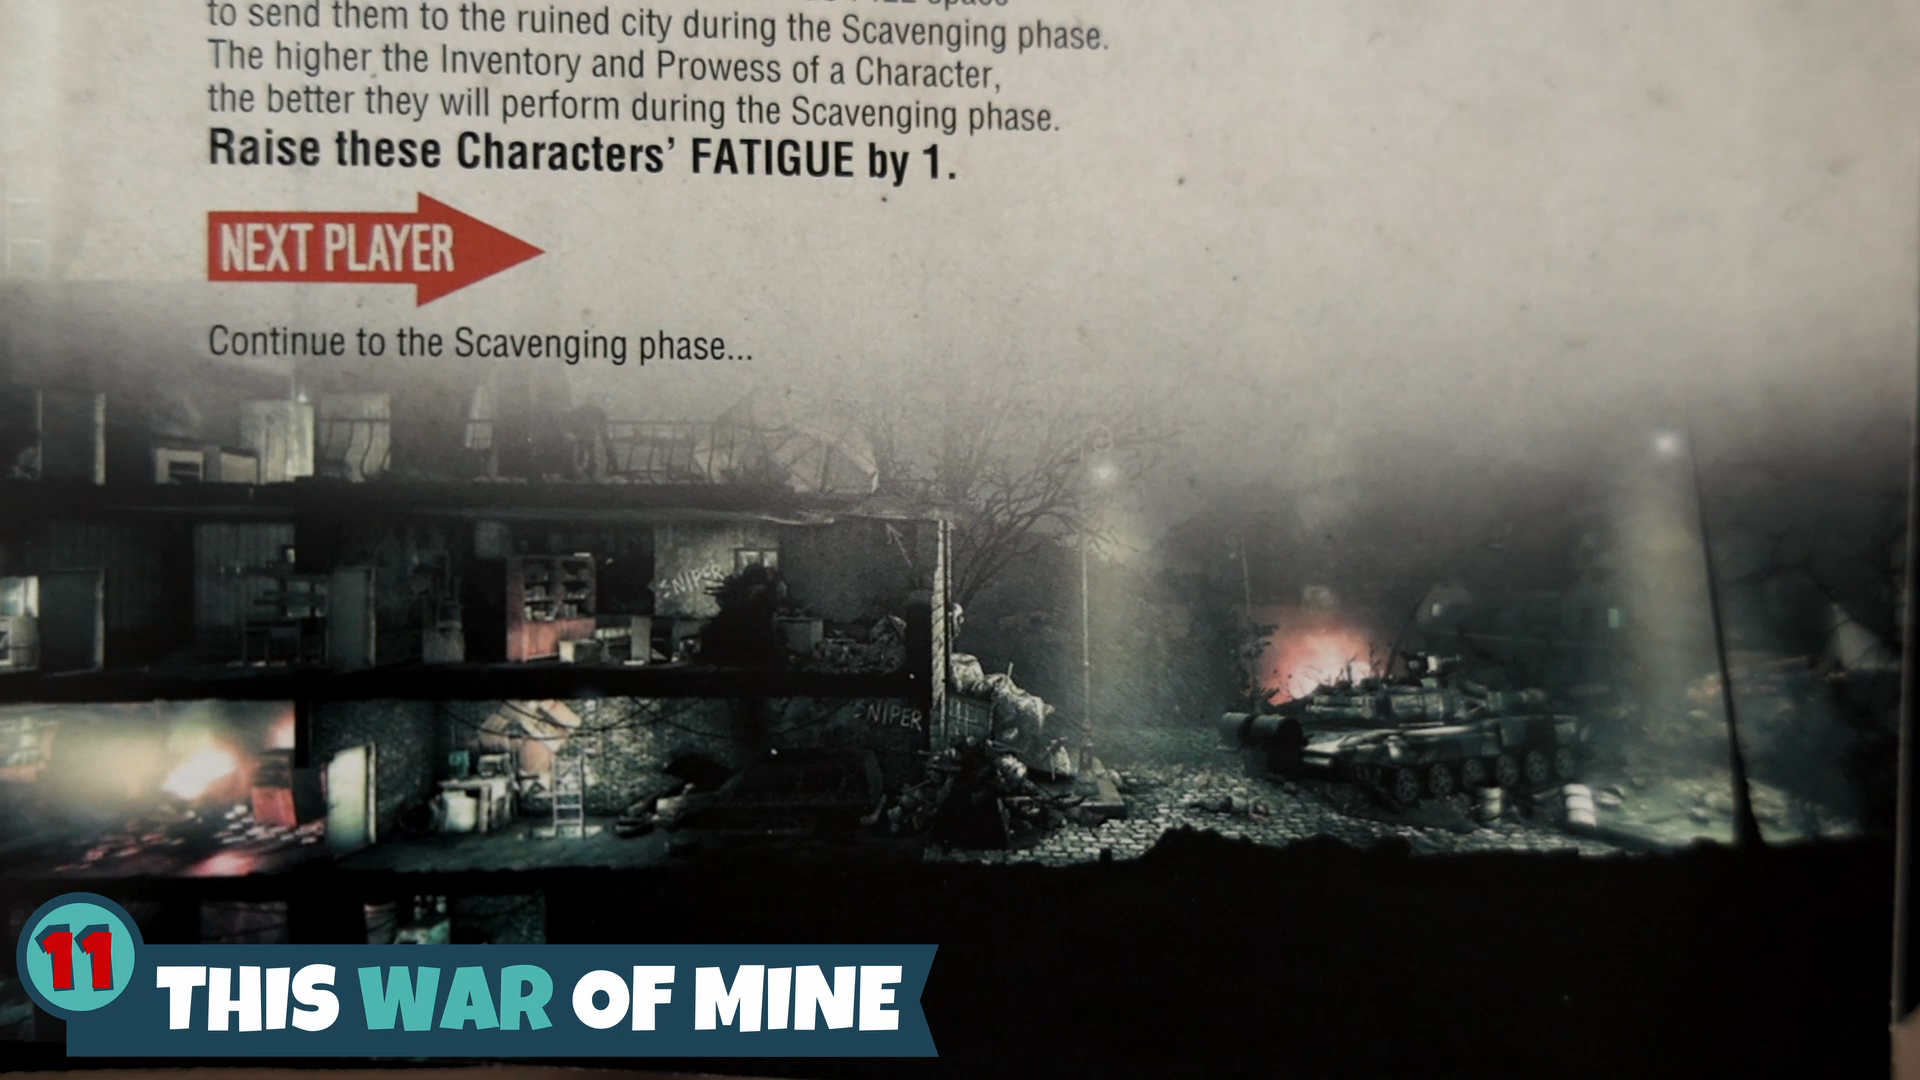 to send them to the ruined city during the Scavenging phase.
The higher the Inventory and Prowess of a Character,
the better they will perform during the Scavenging phase.
Raise these Characters' FATIGUE by 1.
NEXT PLAYER
Continue to the Scavenging phase...
SNIPER
SNIPER
11
THIS WAR OF MINE